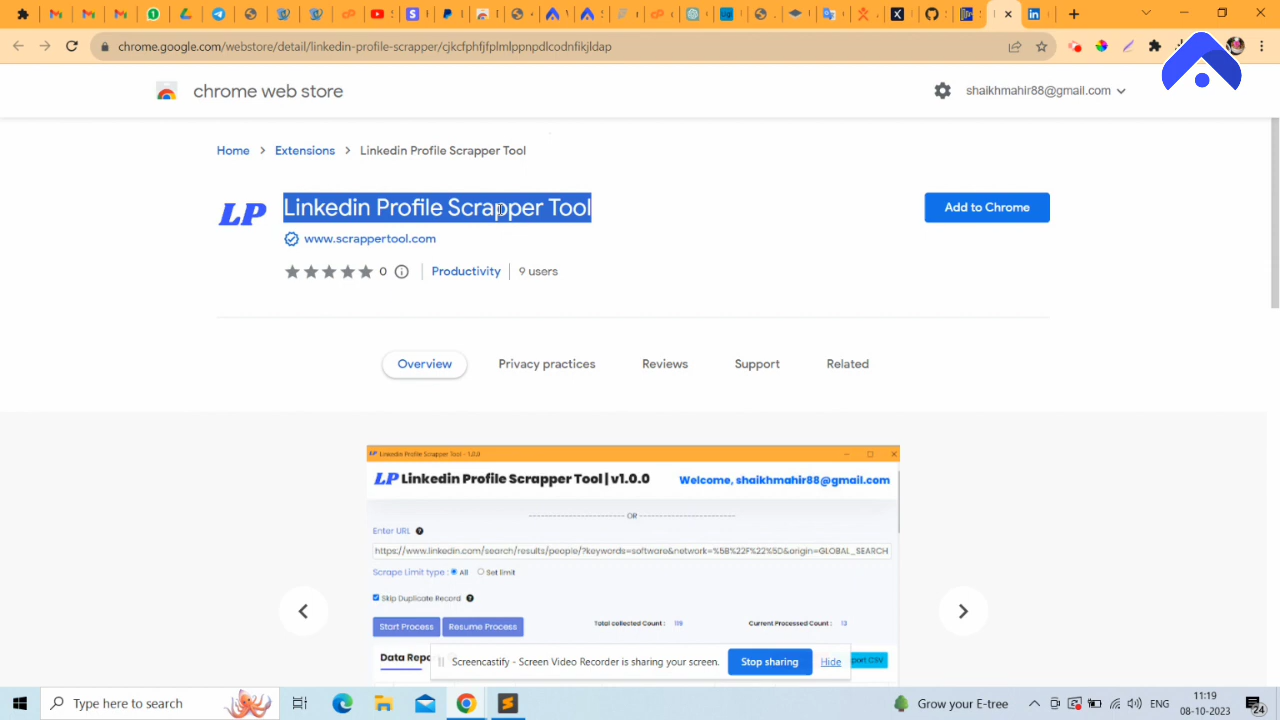 chrome.google.com/webstore/detail/linkedin-profile-scrapper/cjkcfphfjfplmlppnpdlcodnfikjldap
chrome web store
shaikhmahir88@gmail.com
Home > Extensions > Linkedin Profile Scrapper Tool
LP
Linkedin Profile Scrapper Tool
Add to Chrome
www.scrappertool.com
0 Productivity 9 users
Overview Privacy practices Reviews Support Related
LP Linkedin Profile Scrapper Tool - 1.0.0
LP Linkedin Profile Scrapper Tool | v1.0.0 Welcome, shaikhmahir88@gmail.com
OR
Enter URL
https://www.linkedin.com/search/results/people/?keywords=software&network=%5B%22F%22%5D&origin=GLOBAL_SEARCH
Scrape Limit type : All Set limit
Skip Duplicate Record
Start Process Resume Process Total collected Count : 116 Current Processed Count : 13
Data Repo
Screencastify - Screen Video Recorder is sharing your screen. Stop sharing Hide
port CSV
Type here to search
Grow your E-tree
11:19
08-10-2023
24